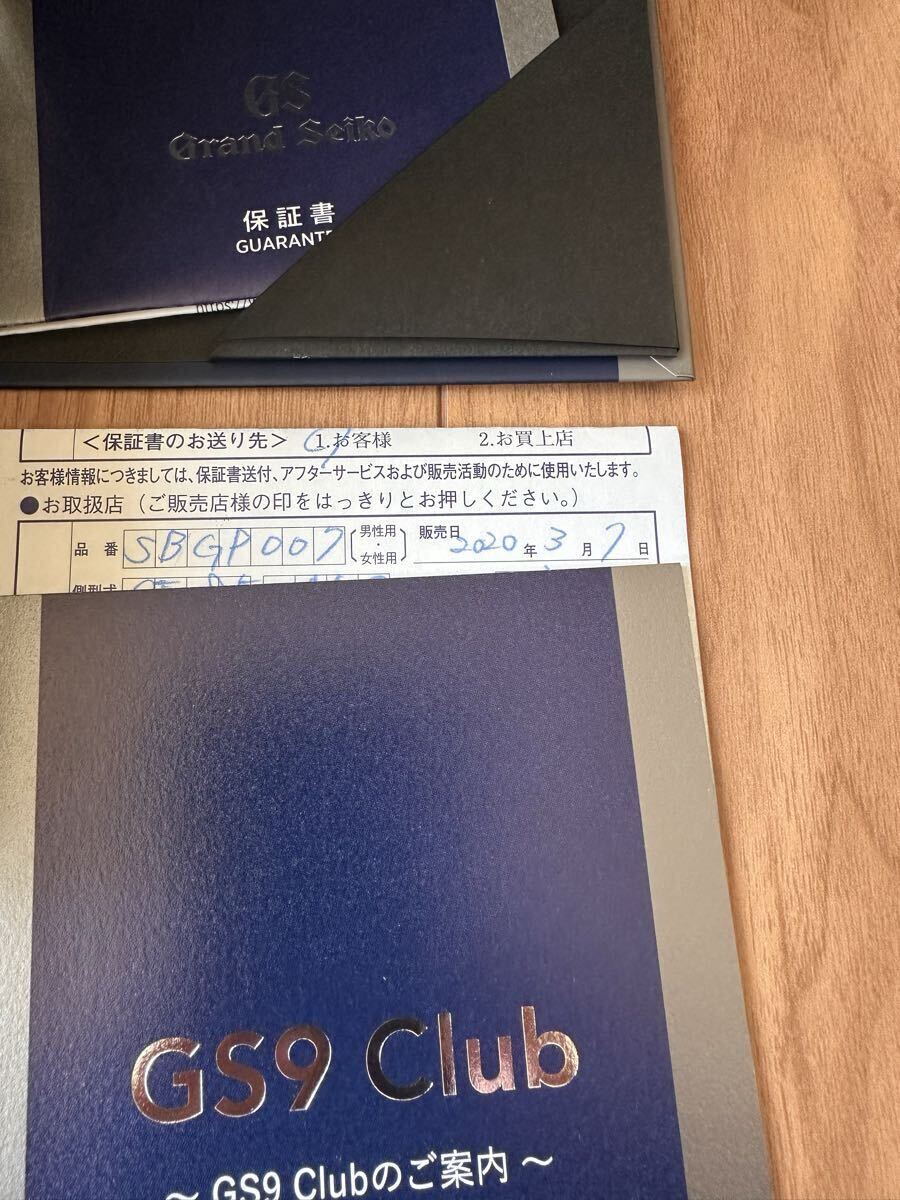 GS
Grand Seiko
保証書
GUARANTE
https://
<保証書のお送り先> 1.お客様 2.お買上店
お客様情報につきましては、保証書送付、アフターサービスおよび販売活動のために使用いたします。
●お取扱店(ご販売店様の印をはっきりとお押しください。)
品番 SBGP007 (男性用・女性用) 販売日 2020年3月7日
側型式
GS9 Club
~ GS9 Clubのご案内 ~